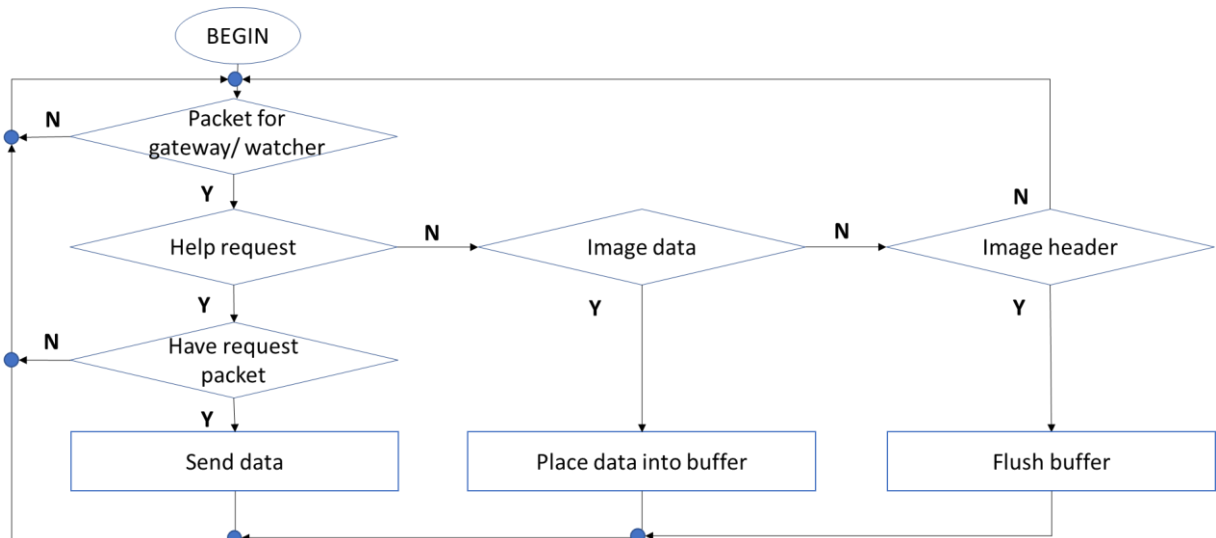 BEGIN
N
Packet for
gateway/ watcher
Y
N
Help request
N
Image data
N
Image header
Y
Y
Y
N
Have request
packet
Y
Send data
Place data into buffer
Flush buffer